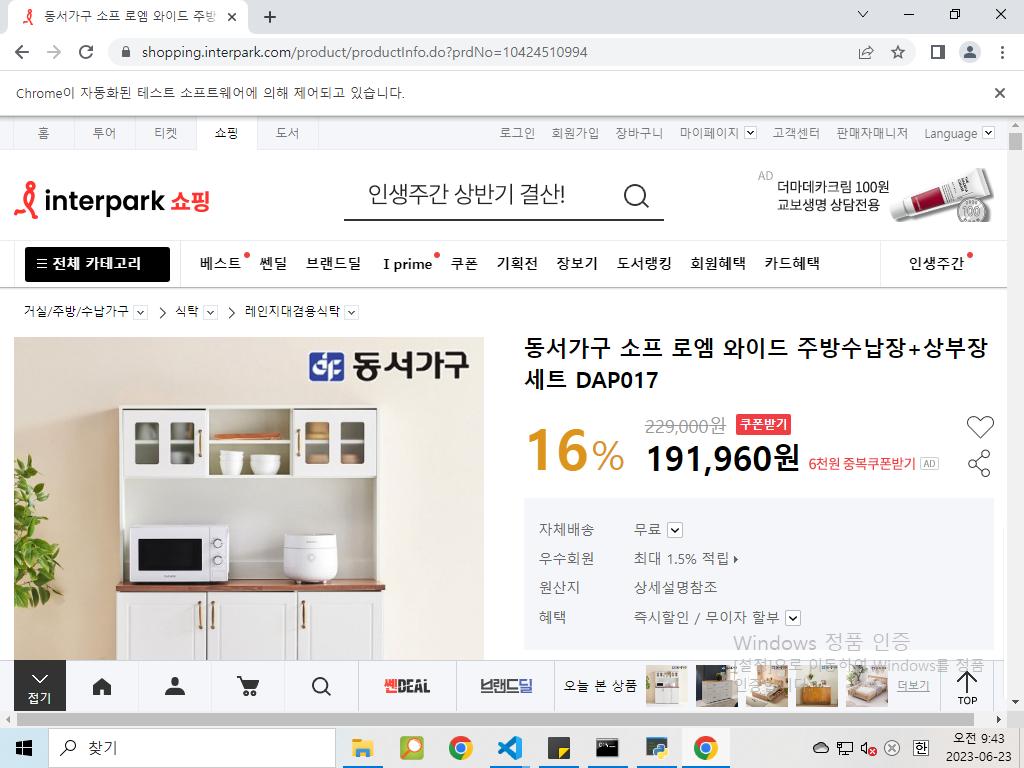 동서가구 소프 로엠 와이드 주방
shopping.interpark.com/product/productInfo.do?prdNo=10424510994
Chrome이 자동화된 테스트 소프트웨어에 의해 제어되고 있습니다.
홈 투어 티켓 쇼핑 도서 로그인 회원가입 장바구니 마이페이지 고객센터 판매자매니저 Language
interpark 쇼핑
인생주간 상반기 결산!
AD
더마데카크림 100원
교보생명 상담전용
전체 카테고리 베스트 쎈딜 브랜드딜 I prime 쿠폰 기획전 장보기 도서랭킹 회원혜택 카드혜택 인생주간
거실/주방/수납가구 > 식탁 > 레인지대겸용식탁
동서가구
동서가구 소프 로엠 와이드 주방수납장+상부장
세트 DAP017
16%
229,000원 쿠폰받기
191,960원 6천원 중복쿠폰받기 AD
자체배송 무료
우수회원 최대 1.5% 적립
원산지 상세설명참조
혜택 즉시할인 / 무이자 할부
Windows 정품 인증
[설정]으로 이동하여 Windows를 정품
인증합니다.
접기
쎈DEAL
브랜드딜
오늘 본 상품
더보기
TOP
찾기
한
오전 9:43
2023-06-23